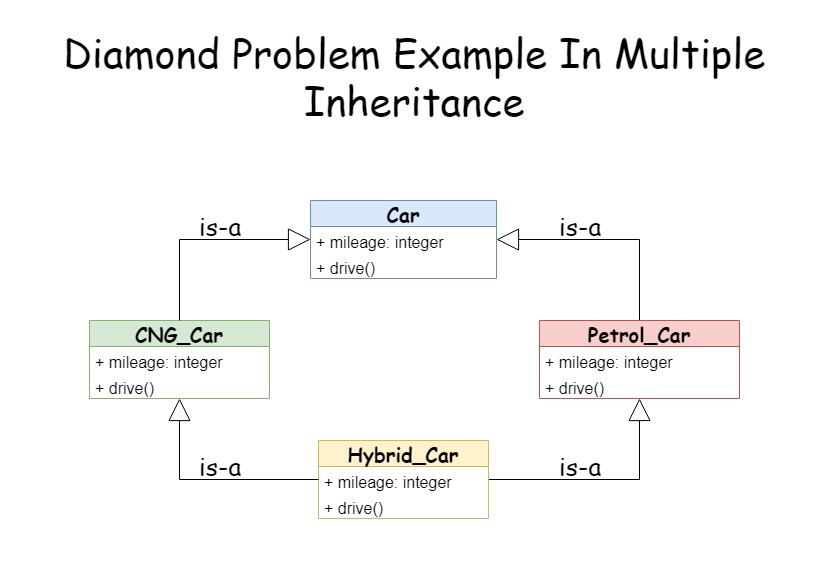 Diamond Problem Example In Multiple
Inheritance
Car
+ mileage: integer
+ drive()
is-a
is-a
CNG_Car
+ mileage: integer
+ drive()
Petrol_Car
+ mileage: integer
+ drive()
Hybrid_Car
+ mileage: integer
+ drive()
is-a
is-a